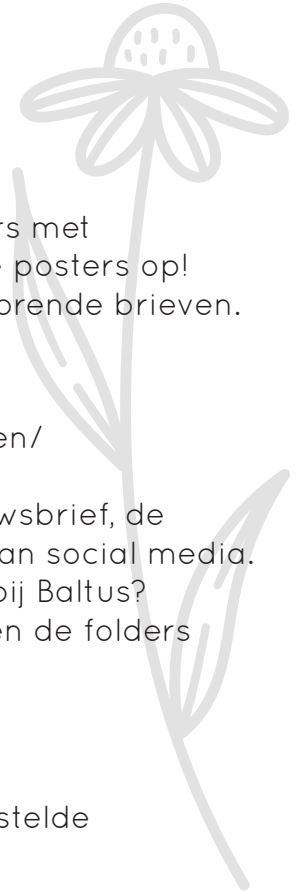 rs met
posters op!
orende brieven.
en/
wsbrief, de
an social media.
bij Baltus?
en de folders
stelde